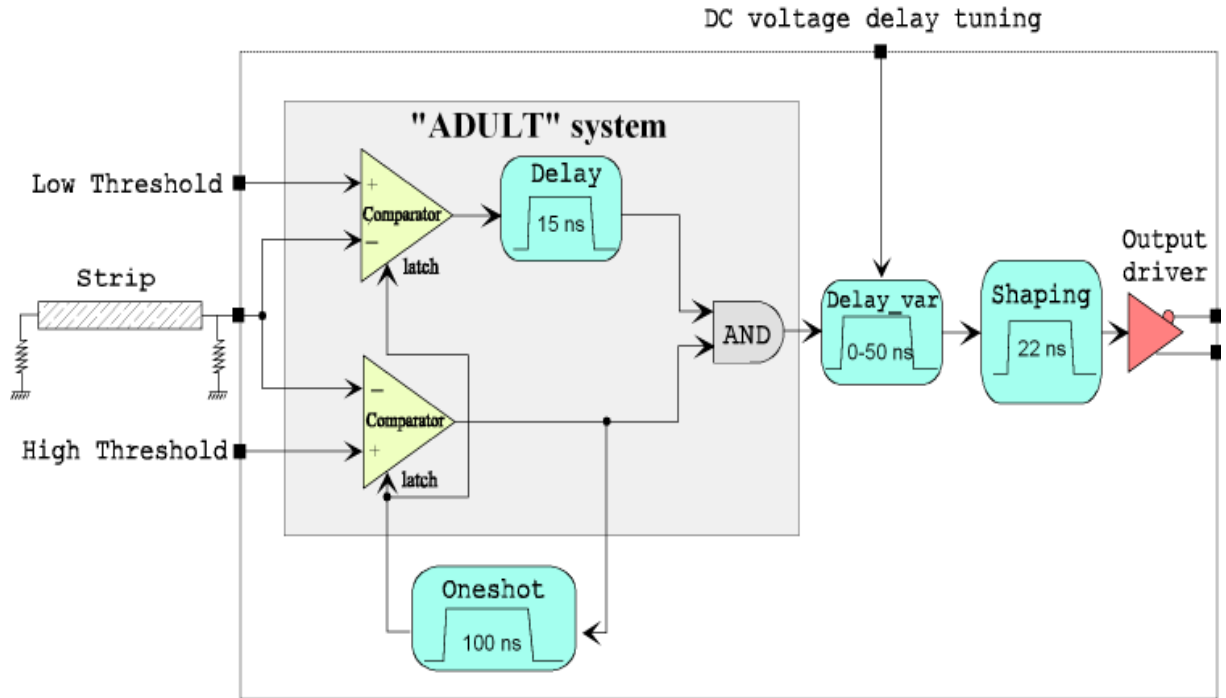 DC voltage delay tuning
"ADULT" system
Low Threshold
+
Comparator
−
latch
Delay
15 ns
Strip
Output
driver
Delay_var
0-50 ns
Shaping
22 ns
AND
−
Comparator
+
latch
High Threshold
Oneshot
100 ns